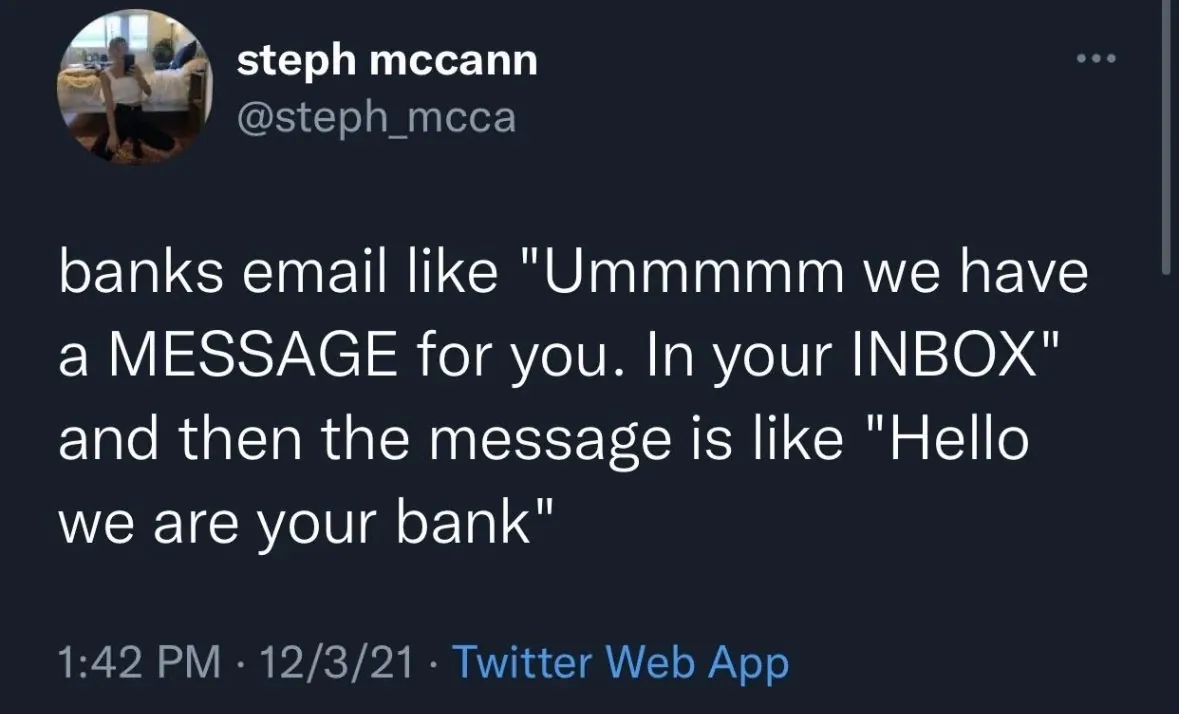 steph mccann
@steph_mcca
banks email like "Ummmmm we have
a MESSAGE for you. In your INBOX"
and then the message is like "Hello
we are your bank"
1:42 PM · 12/3/21 · Twitter Web App